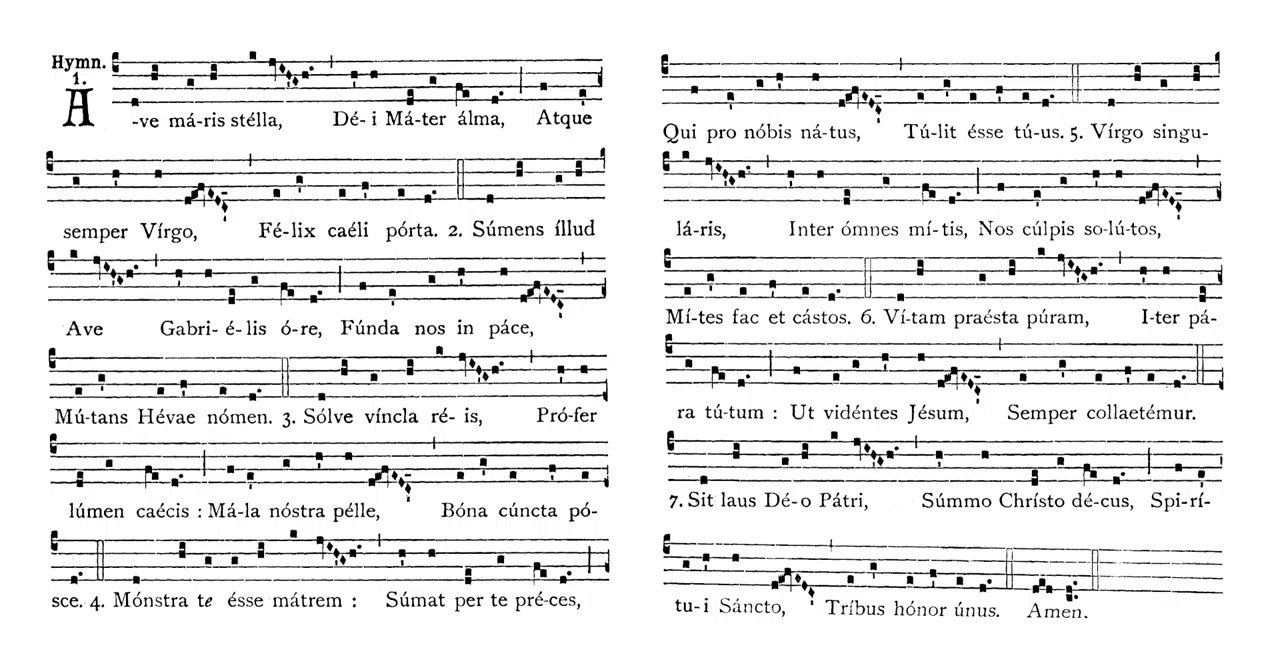 Hymn.
1.
A-ve má-ris stélla, Dé-i Má-ter álma, Atque
semper Vírgo, Fé-lix caéli pórta. 2. Súmens íllud
Ave Gabri-é-lis ó-re, Fúnda nos in páce,
Mú-tans Hévae nómen. 3. Sólve víncla ré-is, Pró-fer
lúmen caécis : Má-la nóstra pélle, Bóna cúncta pó-
sce. 4. Mónstra te ésse mátrem : Súmat per te pré-ces,
Qui pro nóbis ná-tus, Tú-lit ésse tú-us. 5. Vírgo singu-
lá-ris, Inter ómnes mí-tis, Nos cúlpis so-lú-tos,
Mí-tes fac et cástos. 6. Ví-tam praésta púram, I-ter pá-
ra tú-tum : Ut vidéntes Jésum, Semper collaetémur.
7. Sit laus Dé-o Pátri, Súmmo Chrísto dé-cus, Spi-rí-
tu-i Sáncto, Tríbus hónor únus. Amen.